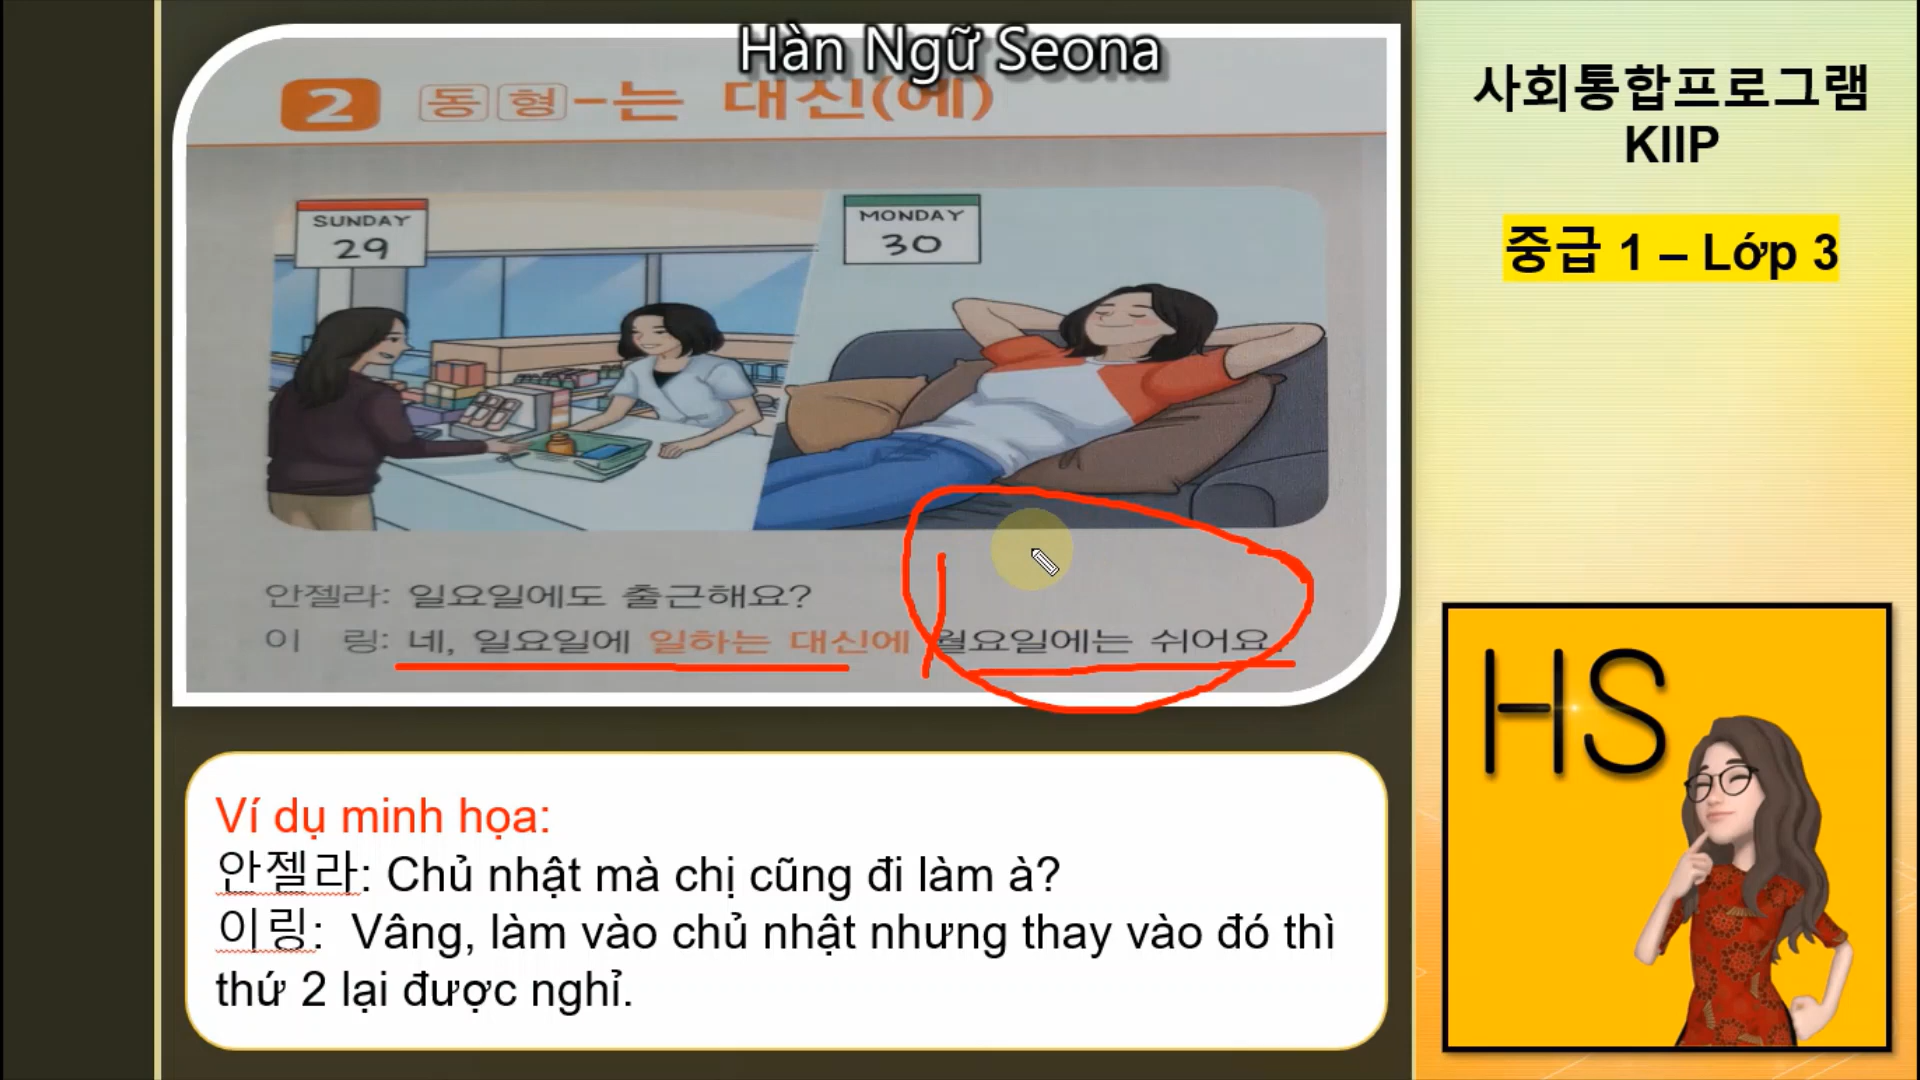 Hàn Ngữ Seona
2 동 형 -는 대신(에)
SUNDAY
29
MONDAY
30
안젤라: 일요일에도 출근해요?
이 링: 네, 일요일에 일하는 대신에 월요일에는 쉬어요.
Ví dụ minh họa:
안젤라: Chủ nhật mà chị cũng đi làm à?
이링: Vâng, làm vào chủ nhật nhưng thay vào đó thì
thứ 2 lại được nghỉ.
사회통합프로그램
KIIP
중급 1 – Lớp 3
HS